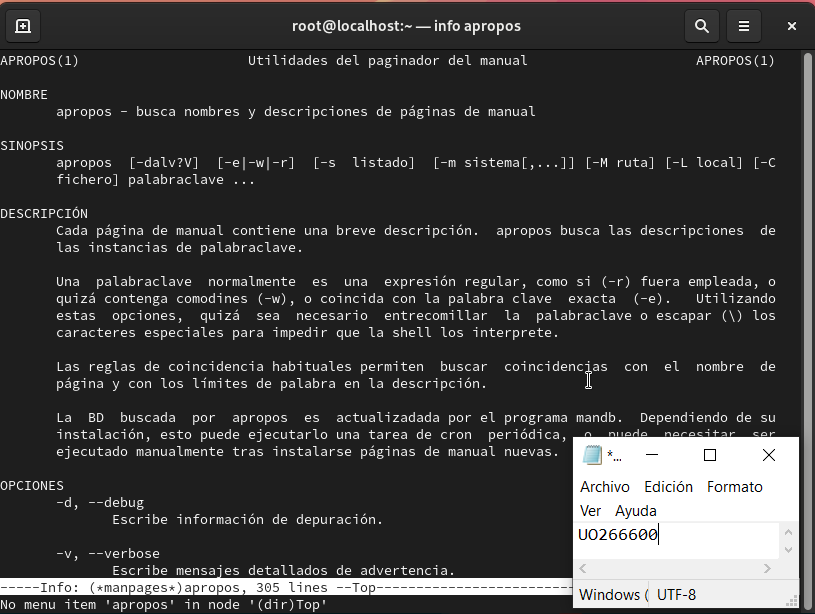 root@localhost:~ — info apropos
APROPOS(1) Utilidades del paginador del manual APROPOS(1)
NOMBRE
apropos - busca nombres y descripciones de páginas de manual
SINOPSIS
apropos [-dalv?V] [-e|-w|-r] [-s listado] [-m sistema[,...]] [-M ruta] [-L local] [-C
fichero] palabraclave ...
DESCRIPCIÓN
Cada página de manual contiene una breve descripción. apropos busca las descripciones de
las instancias de palabraclave.
Una palabraclave normalmente es una expresión regular, como si (-r) fuera empleada, o
quizá contenga comodines (-w), o coincida con la palabra clave exacta (-e). Utilizando
estas opciones, quizá sea necesario entrecomillar la palabraclave o escapar (\) los
caracteres especiales para impedir que la shell los interprete.
Las reglas de coincidencia habituales permiten buscar coincidencias con el nombre de
página y con los límites de palabra en la descripción.
La BD buscada por apropos es actualizadada por el programa mandb. Dependiendo de su
instalación, esto puede ejecutarlo una tarea de cron periódica, o puede necesitar ser
ejecutado manualmente tras instalarse páginas de manual nuevas.
OPCIONES
-d, --debug
Escribe información de depuración.
-v, --verbose
Escribe mensajes detallados de advertencia.
-----Info: (*manpages*)apropos, 305 lines --Top-----------------------
No menu item 'apropos' in node '(dir)Top'
*...
Archivo Edición Formato
Ver Ayuda
UO266600
Windows ( UTF-8